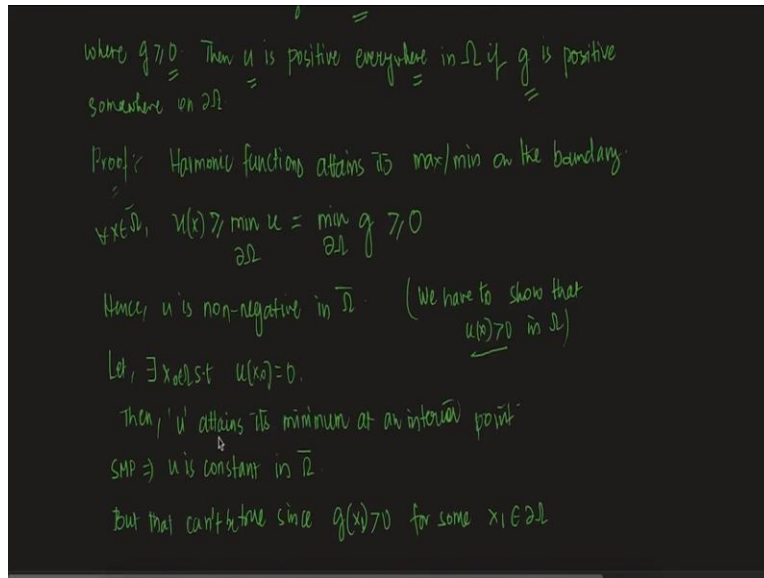 where g ≥ 0. Then u is positive everywhere in Ω if g is positive
somewhere on ∂Ω
Proof: Harmonic functions attains its max/min on the boundary.
∀x∈Ω̅, u(x) ≥ min_{∂Ω} u = min_{∂Ω} g ≥ 0
Hence, u is non-negative in Ω̅. (We have to show that
u(x)>0 in Ω)
Let, ∃ x₀∈Ω s.t u(x₀)=0.
Then, 'u' attains its minimum at an interior point
SMP ⇒ u is constant in Ω̅.
But that can't be true since g(x₁)>0 for some x₁ ∈ ∂Ω